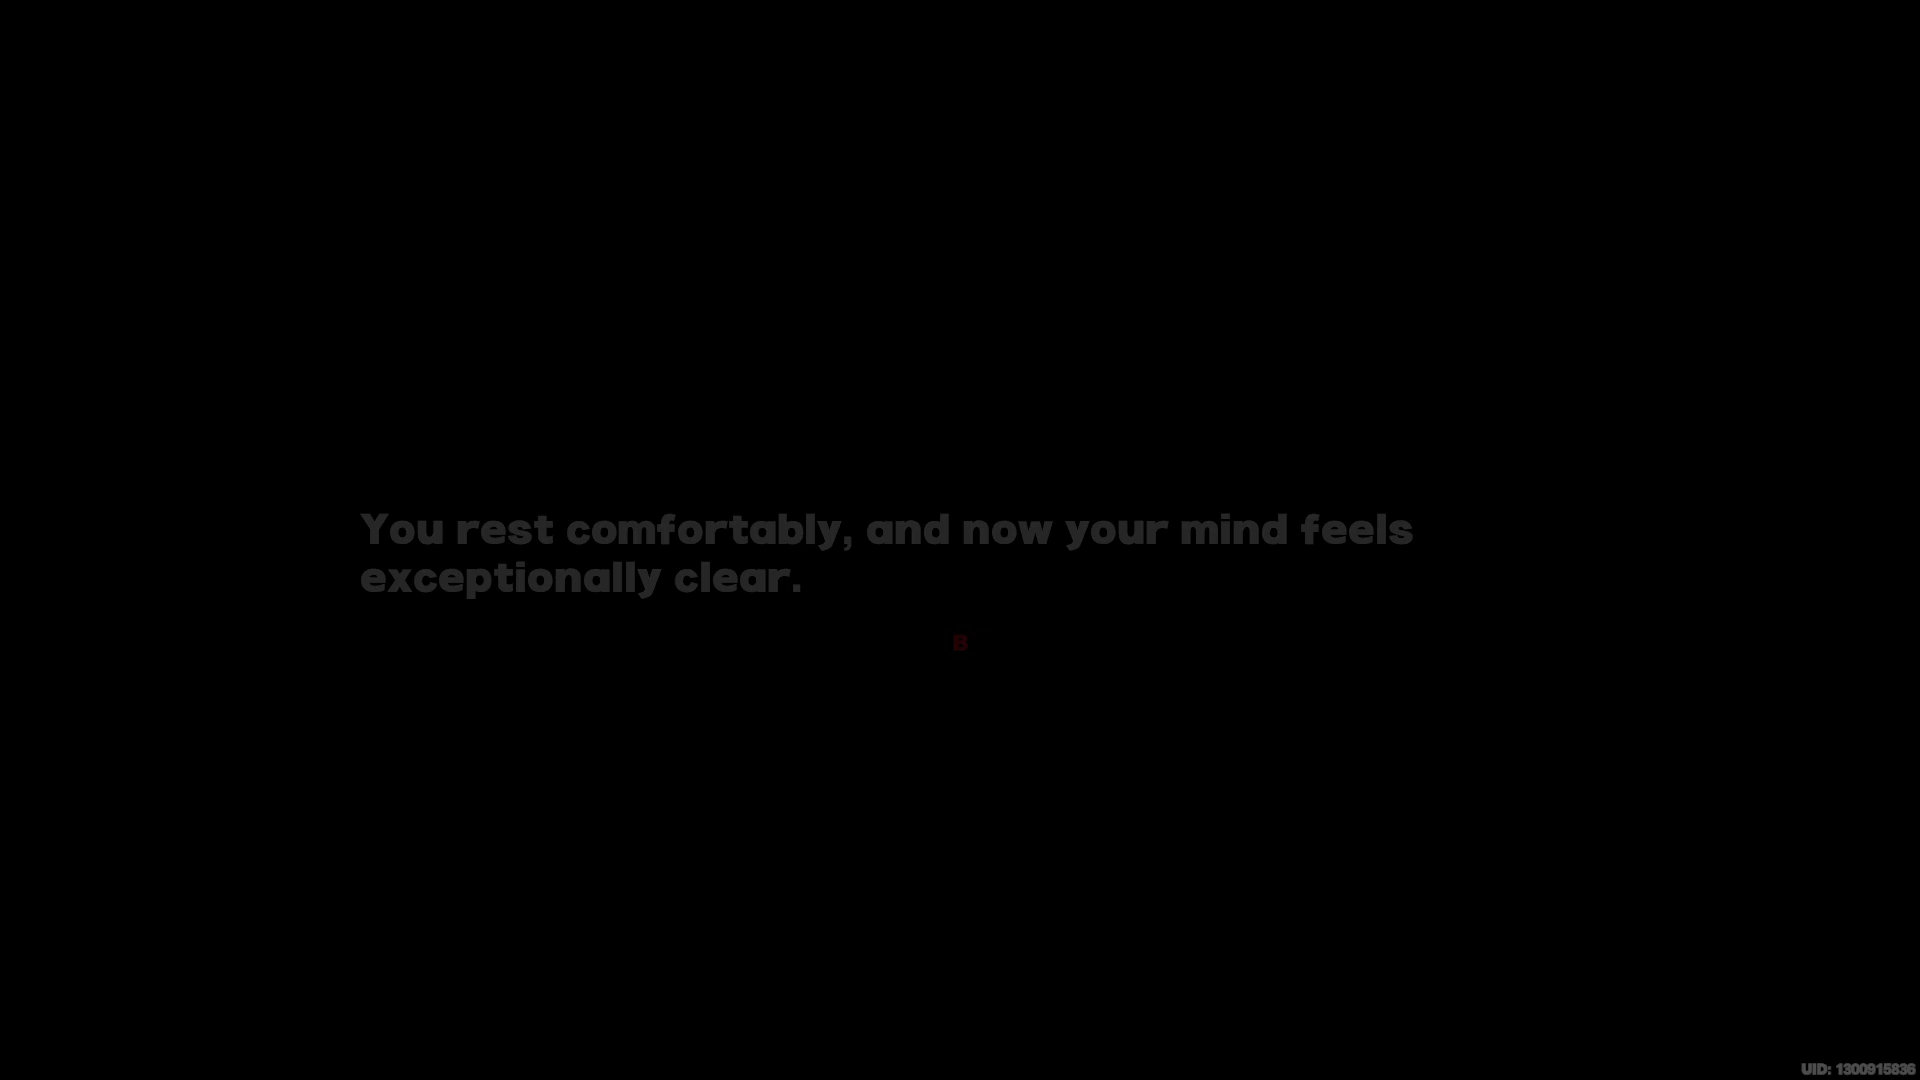 You rest comfortably, and now your mind feels
exceptionally clear.
B
UID: 1300915836